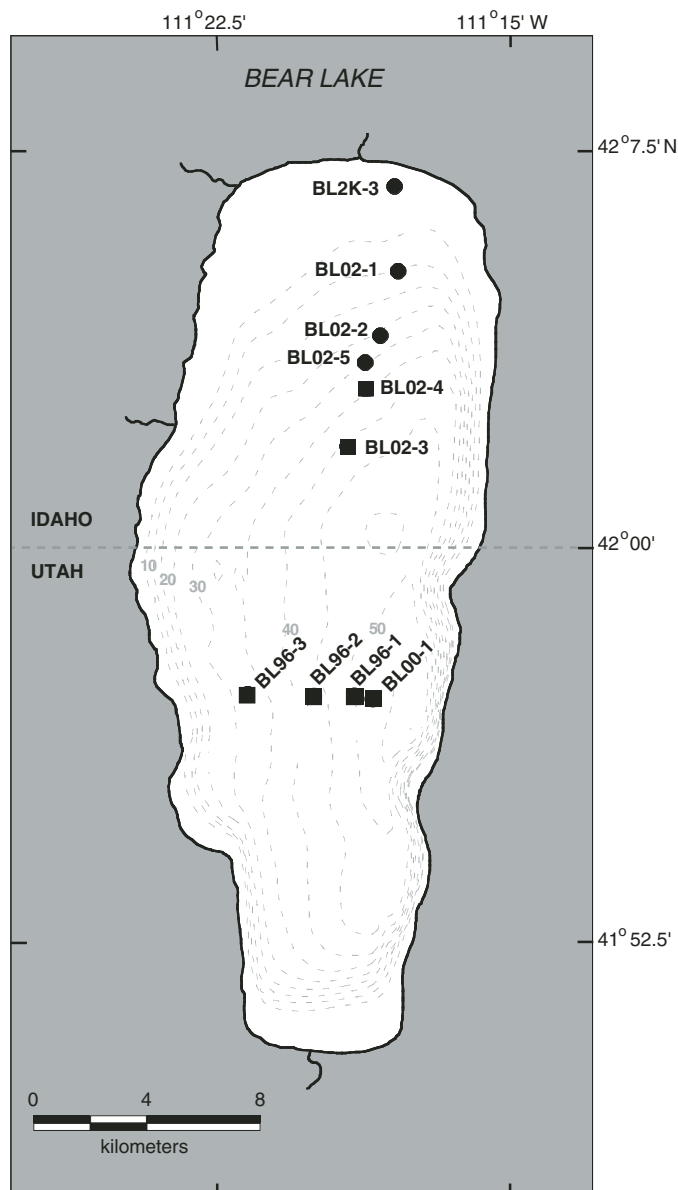 111°22.5' 111°15' W
BEAR LAKE
42°7.5' N
BL2K-3
BL02-1
BL02-2
BL02-5
BL02-4
BL02-3
IDAHO
42°00'
UTAH
10
20
30
40
50
BL96-3
BL96-2
BL96-1
BL00-1
41°52.5'
0 4 8
kilometers